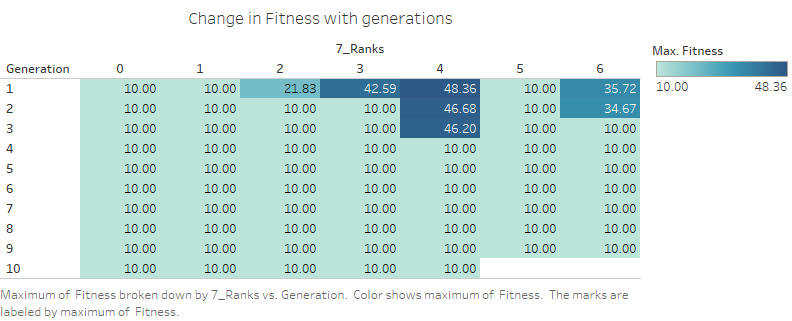 Change in Fitness with generations
7_Ranks
Max. Fitness
Generation 0 1 2 3 4 5 6
10.00 48.36
1 10.00 10.00 21.83 42.59 48.36 10.00 35.72
2 10.00 10.00 10.00 10.00 46.68 10.00 34.67
3 10.00 10.00 10.00 10.00 46.20 10.00 10.00
4 10.00 10.00 10.00 10.00 10.00 10.00 10.00
5 10.00 10.00 10.00 10.00 10.00 10.00 10.00
6 10.00 10.00 10.00 10.00 10.00 10.00 10.00
7 10.00 10.00 10.00 10.00 10.00 10.00 10.00
8 10.00 10.00 10.00 10.00 10.00 10.00 10.00
9 10.00 10.00 10.00 10.00 10.00 10.00 10.00
10 10.00 10.00 10.00 10.00 10.00
Maximum of Fitness broken down by 7_Ranks vs. Generation. Color shows maximum of Fitness. The marks are
labeled by maximum of Fitness.